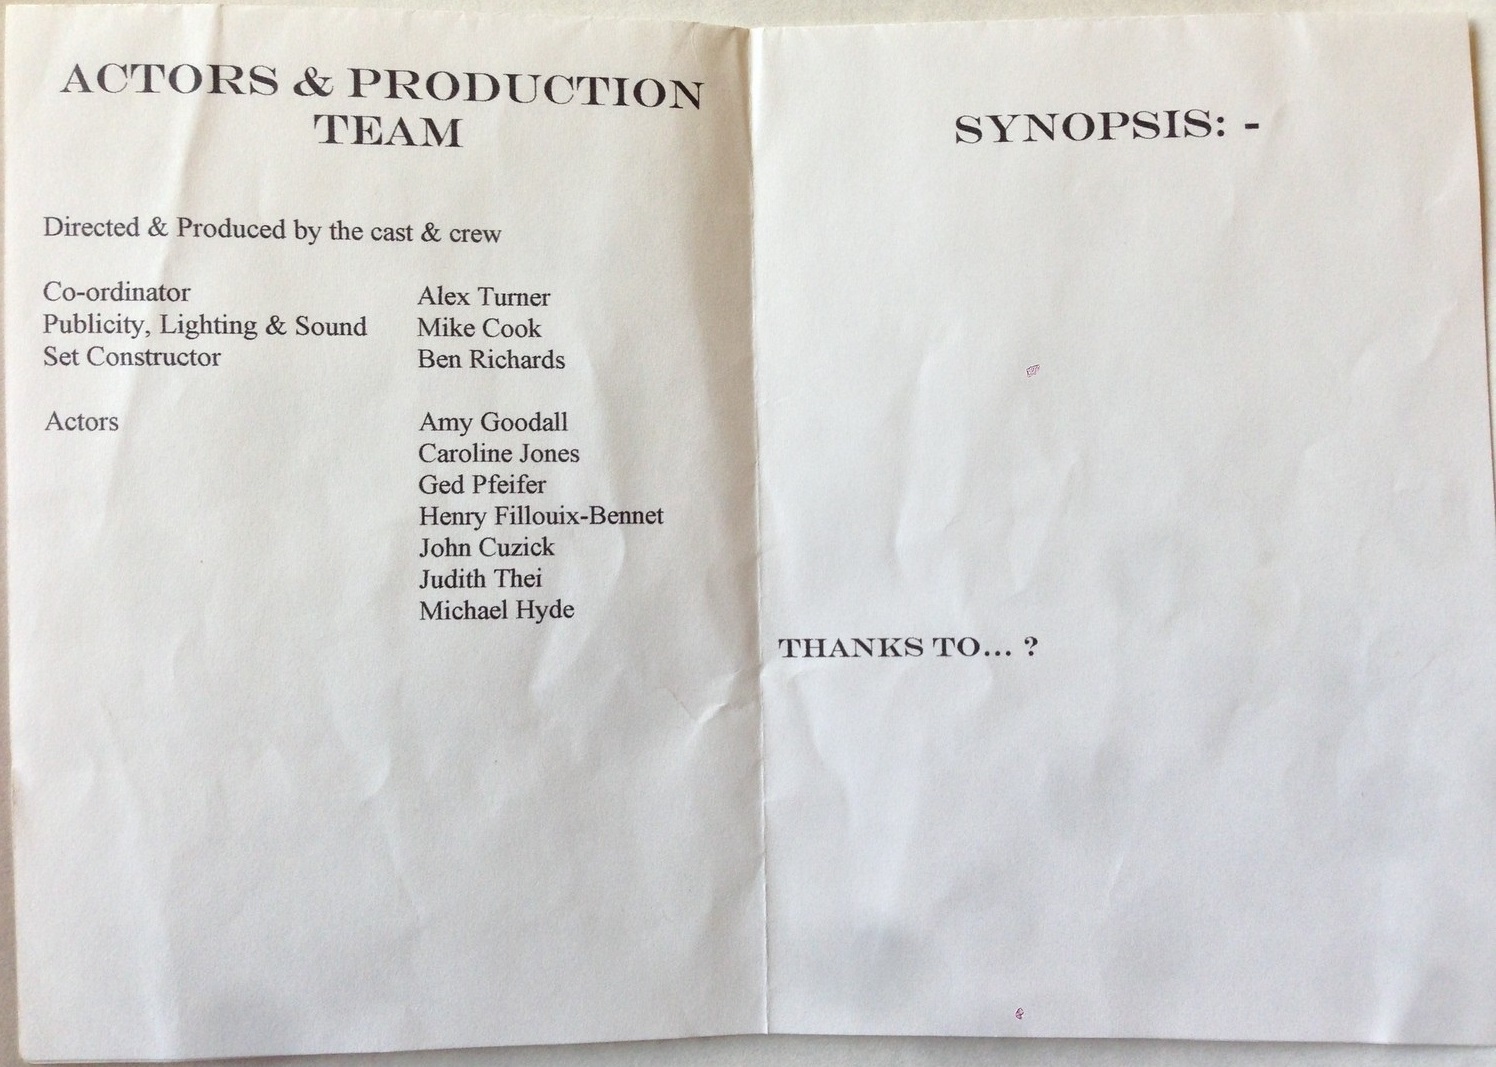 ACTORS & PRODUCTION
TEAM
Directed & Produced by the cast & crew
Co-ordinator Alex Turner
Publicity, Lighting & Sound Mike Cook
Set Constructor Ben Richards
Actors Amy Goodall
Caroline Jones
Ged Pfeifer
Henry Fillouix-Bennet
John Cuzick
Judith Thei
Michael Hyde
SYNOPSIS: -
THANKS TO... ?